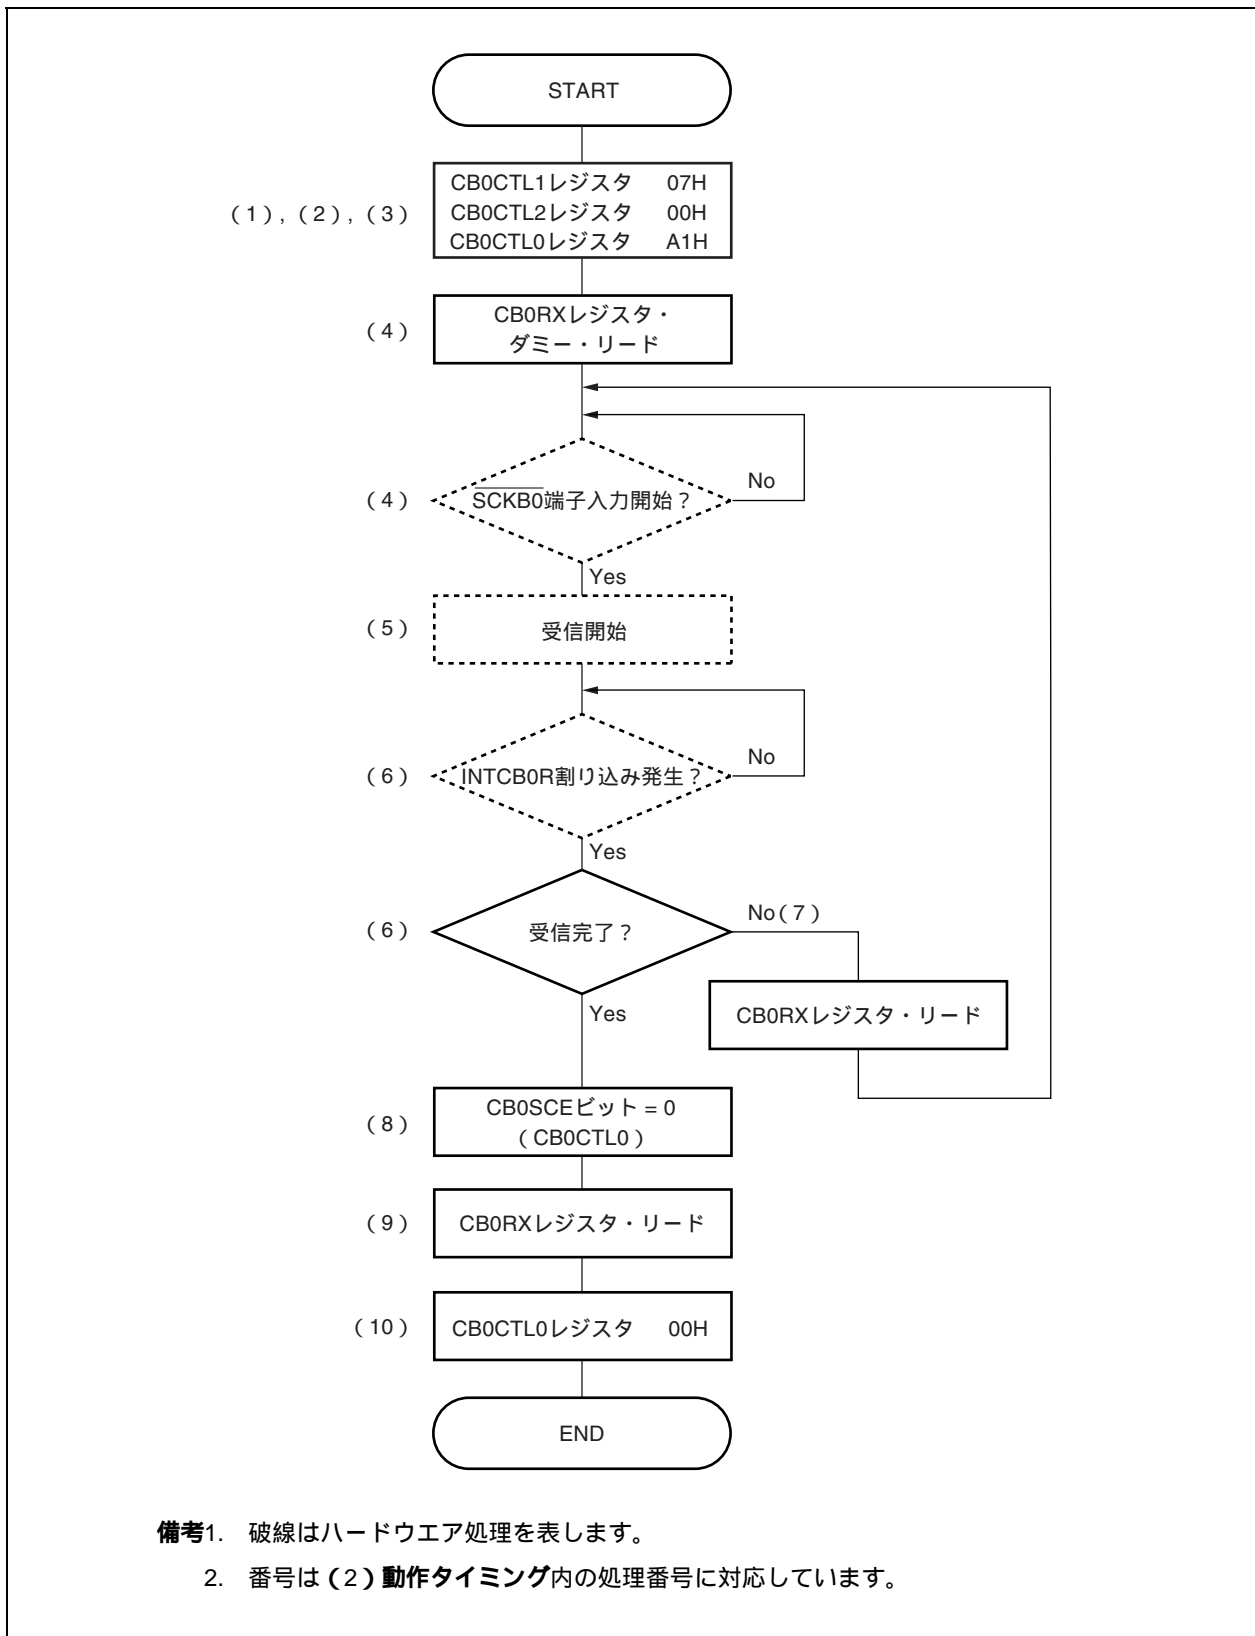 START
(1),(2),(3)
CB0CTL1レジスタ 07H
CB0CTL2レジスタ 00H
CB0CTL0レジスタ A1H
(4)
CB0RXレジスタ・
ダミー・リード
(4)
SCKB0端子入力開始?
No
Yes
(5)
受信開始
(6)
INTCB0R割り込み発生?
No
Yes
(6)
受信完了?
No(7)
Yes
CB0RXレジスタ・リード
(8)
CB0SCEビット = 0
(CB0CTL0)
(9)
CB0RXレジスタ・リード
(10)
CB0CTL0レジスタ 00H
END
備考1. 破線はハードウエア処理を表します。
2. 番号は(2)動作タイミング内の処理番号に対応しています。